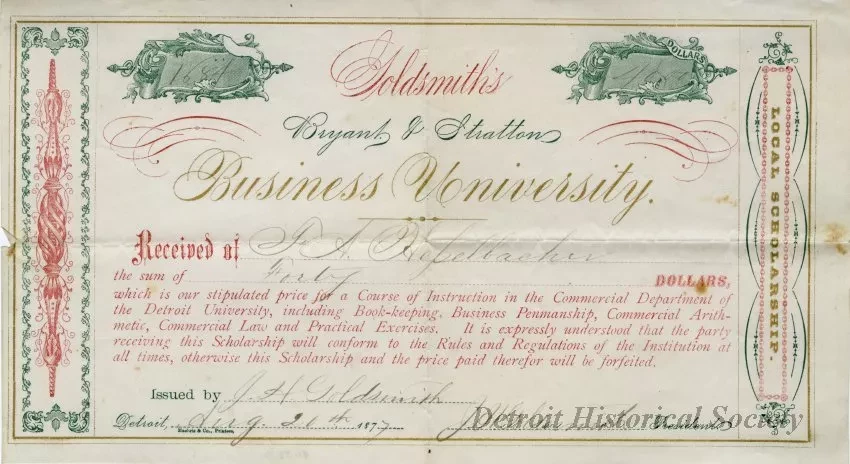 Goldsmith's
DOLLARS
Bryant & Stratton
Business University.
LOCAL SCHOLARSHIP.
Received of
the sum of Forty DOLLARS,
which is our stipulated price for a Course of Instruction in the Commercial Department of
the Detroit University, including Book-keeping, Business Penmanship, Commercial Arith-
metic, Commercial Law and Practical Exercises. It is expressly understood that the party
receiving this Scholarship will conform to the Rules and Regulations of the Institution at
all times, otherwise this Scholarship and the price paid therefor will be forfeited.
Issued by J. H. Goldsmith
Detroit, Aug. 20th 1877 President.
Detroit Historical Society